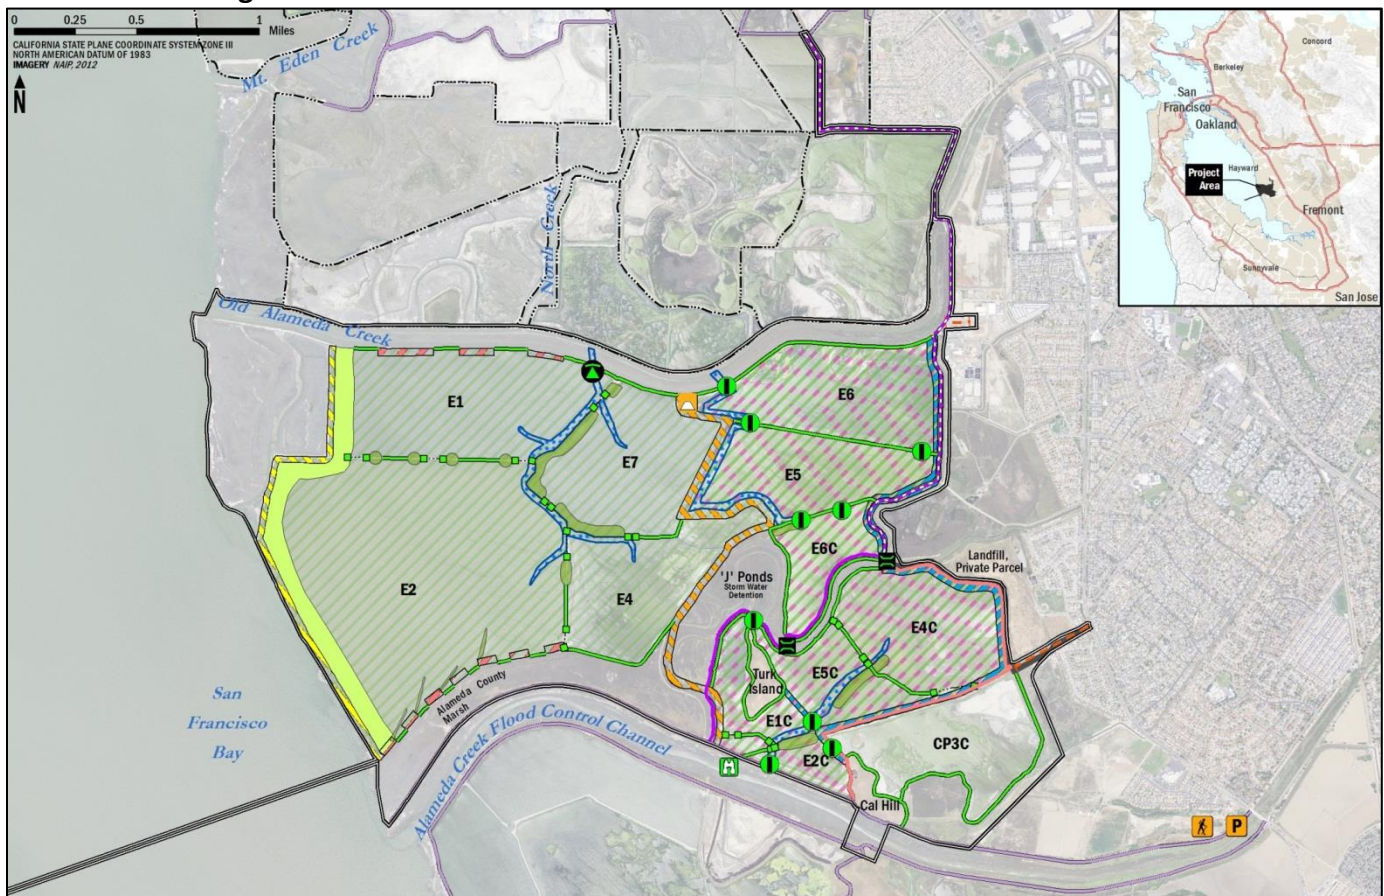 0 0.25 0.5 1
Miles
CALIFORNIA STATE PLANE COORDINATE SYSTEM ZONE III
NORTH AMERICAN DATUM OF 1983
IMAGERY NAIP, 2012
N
Mt. Eden Creek
North Creek
Old Alameda Creek
Concord
Berkeley
San
Francisco
Oakland
Hayward
Project
Area
Fremont
Sunnyvale
San Jose
E1
E6
E7
E5
E6C
Landfill,
Private Parcel
'J' Ponds
Storm Water
Detention
E2
E4
E4C
E5C
Turk
Island
Alameda County
Marsh
San
Francisco
Bay
E1C
Alameda Creek Flood Control Channel
CP3C
E2C
Cal Hill
P